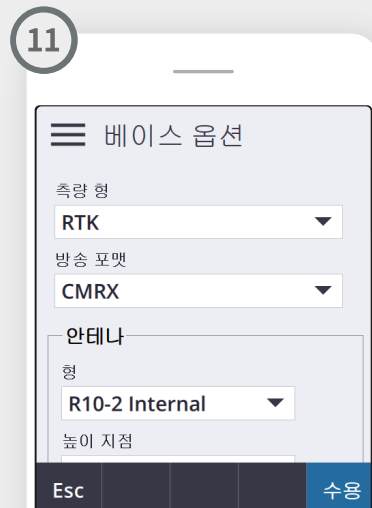 11
베이스 옵션
측량 형
RTK
방송 포맷
CMRX
안테나
형
R10-2 Internal
높이 지점
Esc 수용